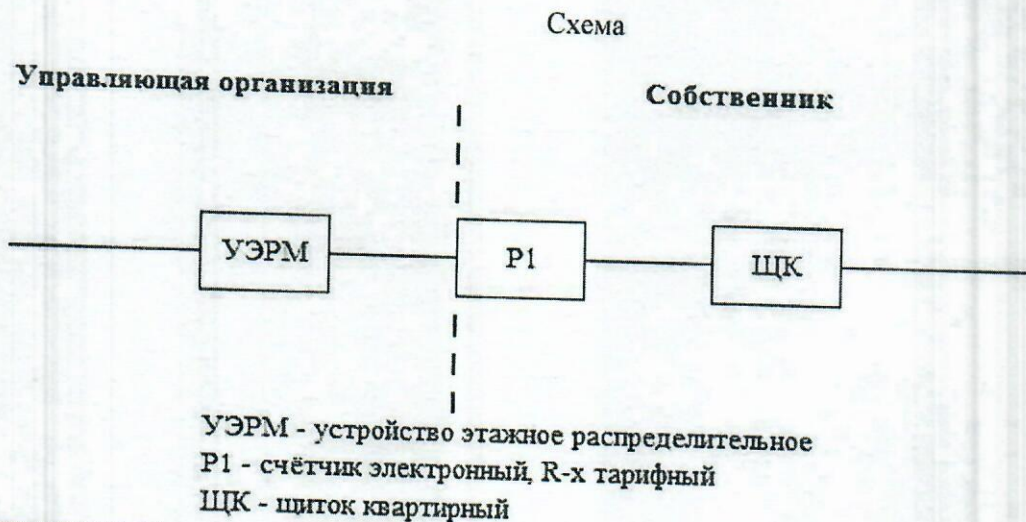 Схема
Управляющая организация
Собственник
УЭРМ
Р1
ЩК
УЭРМ - устройство этажное распределительное
Р1 - счётчик электронный, R-х тарифный
ЩК - щиток квартирный